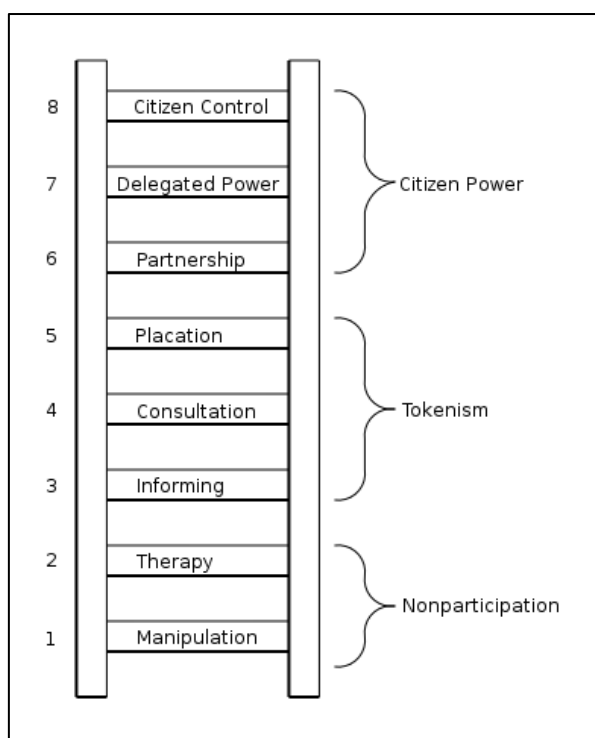 8 Citizen Control
7 Delegated Power
Citizen Power
6 Partnership
5 Placation
4 Consultation
Tokenism
3 Informing
2 Therapy
Nonparticipation
1 Manipulation